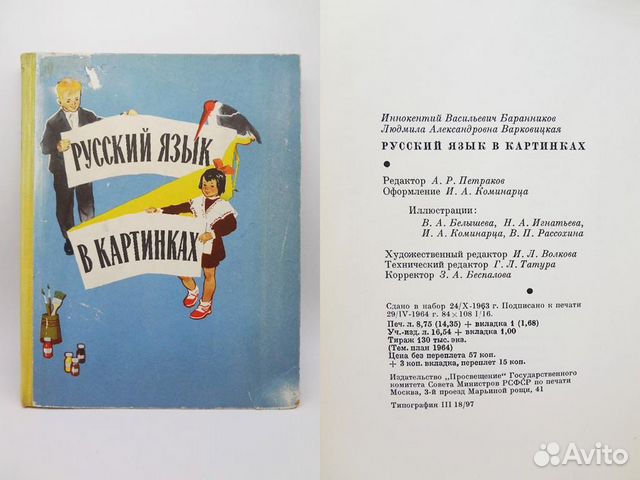 РУССКИЙ ЯЗЫК
В КАРТИНКАХ
Иннокентий Васильевич Баранников
Людмила Александровна Варковицкая
РУССКИЙ ЯЗЫК В КАРТИНКАХ
Редактор А. Р. Петраков
Оформление И. А. Коминарца
Иллюстрации:
В. А. Белышева, Н. А. Игнатьева,
И. А. Коминарца, В. П. Рассохина
Художественный редактор И. Л. Волкова
Технический редактор Г. Л. Татура
Корректор З. А. Беспалова
Сдано в набор 24/X-1963 г. Подписано к печати
29/IV-1964 г. 84 × 108 1/16.
Печ. л. 8,75 (14,35) + вкладка 1 (1,68)
Уч.-изд. л. 16,54 + вкладка 1,00
Тираж 130 тыс. экз.
(Тем. план 1964)
Цена без переплета 57 коп.
+ 3 коп. вкладка, переплет 15 коп.
Издательство „Просвещение" Государственного
комитета Совета Министров РСФСР по печати
Москва, 3-й проезд Марьиной рощи, 41
Типография III 18/97
Avito